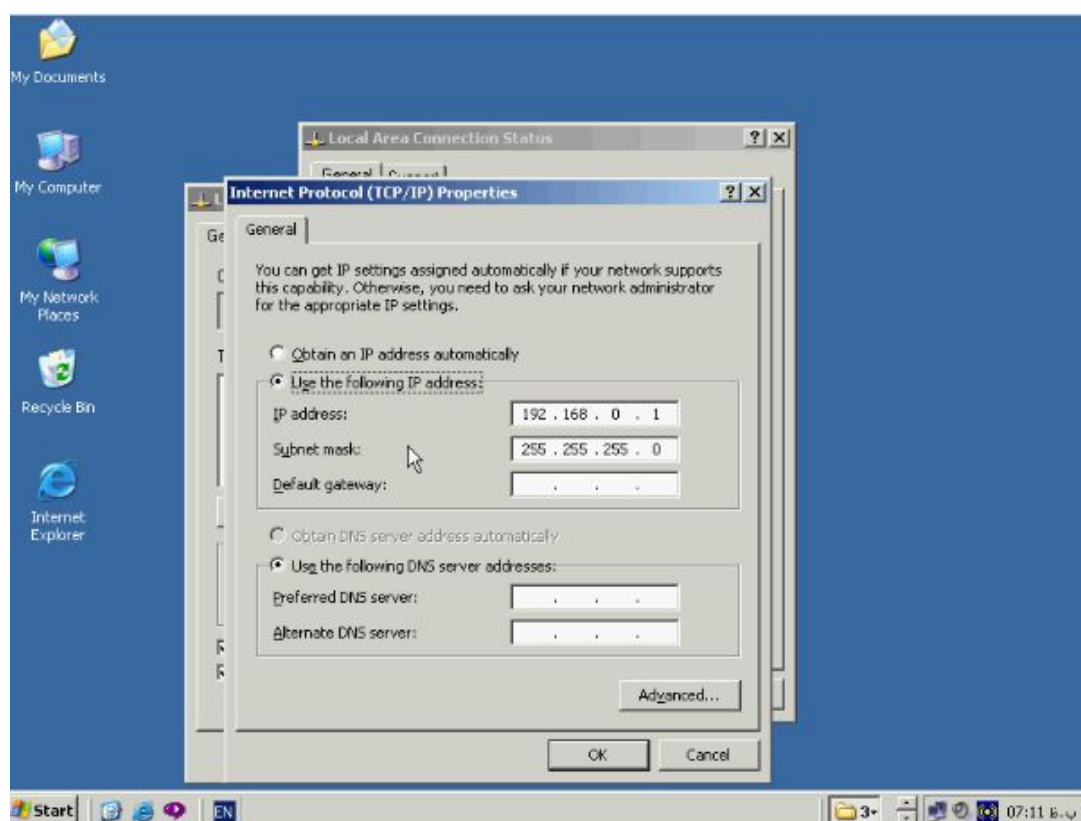 My Documents
My Computer
My Network
Places
Recycle Bin
Internet
Explorer
Local Area Connection Status
General
Internet Protocol (TCP/IP) Properties
Ge
General
You can get IP settings assigned automatically if your network supports
this capability. Otherwise, you need to ask your network administrator
for the appropriate IP settings.
Obtain an IP address automatically
Use the following IP address:
IP address: 192 . 168 . 0 . 1
Subnet mask: 255 . 255 . 255 . 0
Default gateway: . . .
Obtain DNS server address automatically
Use the following DNS server addresses:
Preferred DNS server: . . .
Alternate DNS server: . . .
Advanced...
OK Cancel
Start EN 3 07:11 ب.ظ